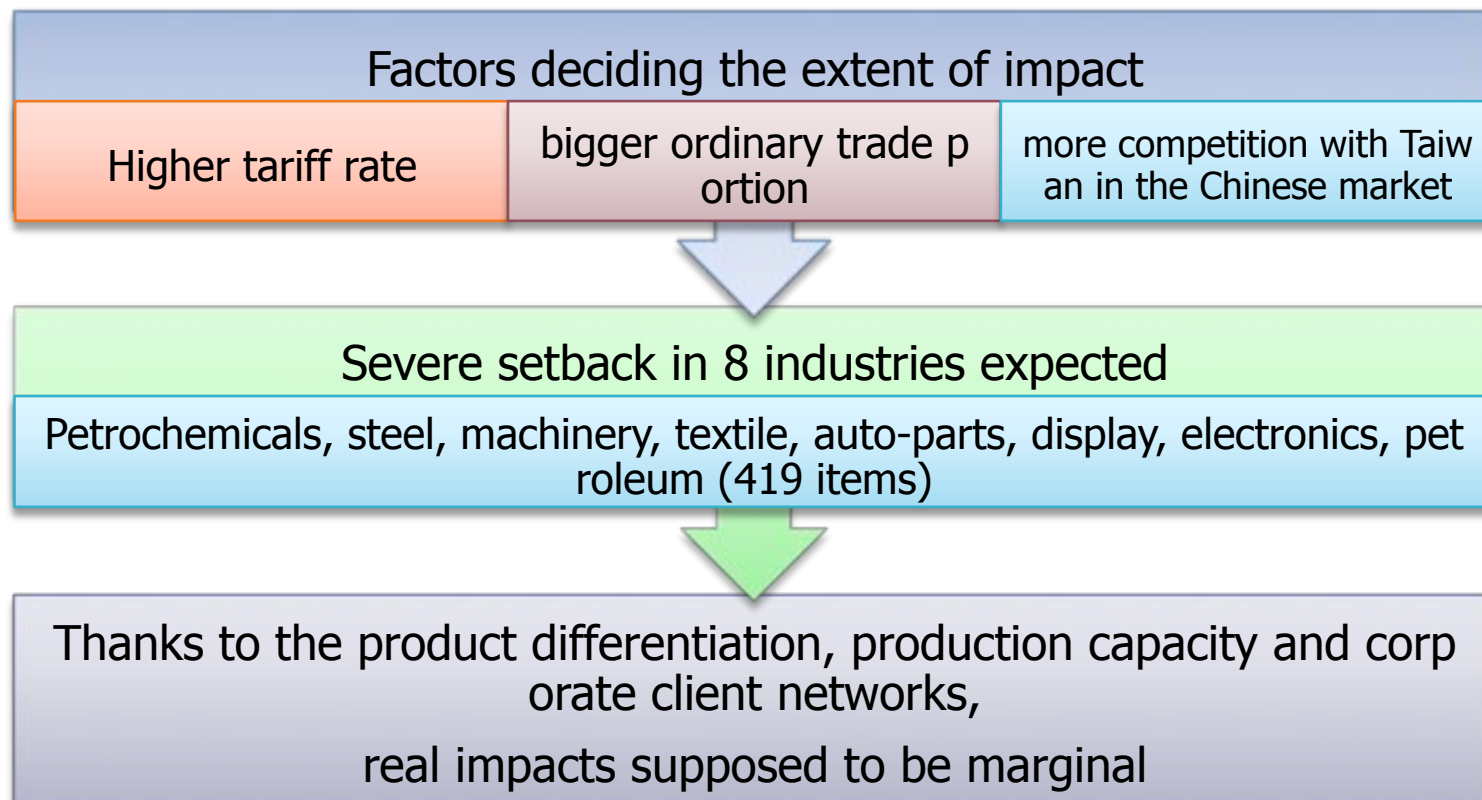 Factors deciding the extent of impact
Higher tariff rate
bigger ordinary trade p
ortion
more competition with Taiw
an in the Chinese market
Severe setback in 8 industries expected
Petrochemicals, steel, machinery, textile, auto-parts, display, electronics, pet
roleum (419 items)
Thanks to the product differentiation, production capacity and corp
orate client networks,
real impacts supposed to be marginal